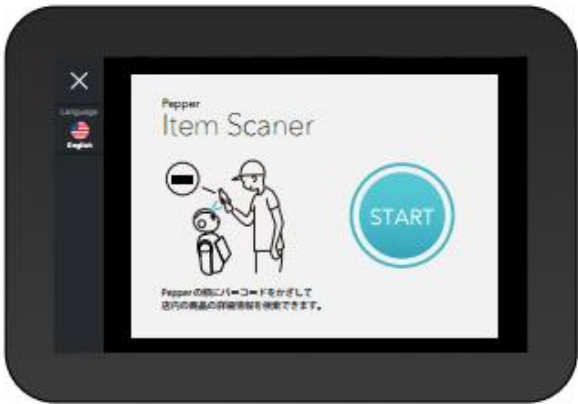 Language
English
Pepper
Item Scaner
START
Pepperの額にバーコードをかざして
店内の商品の詳細情報を検索できます。